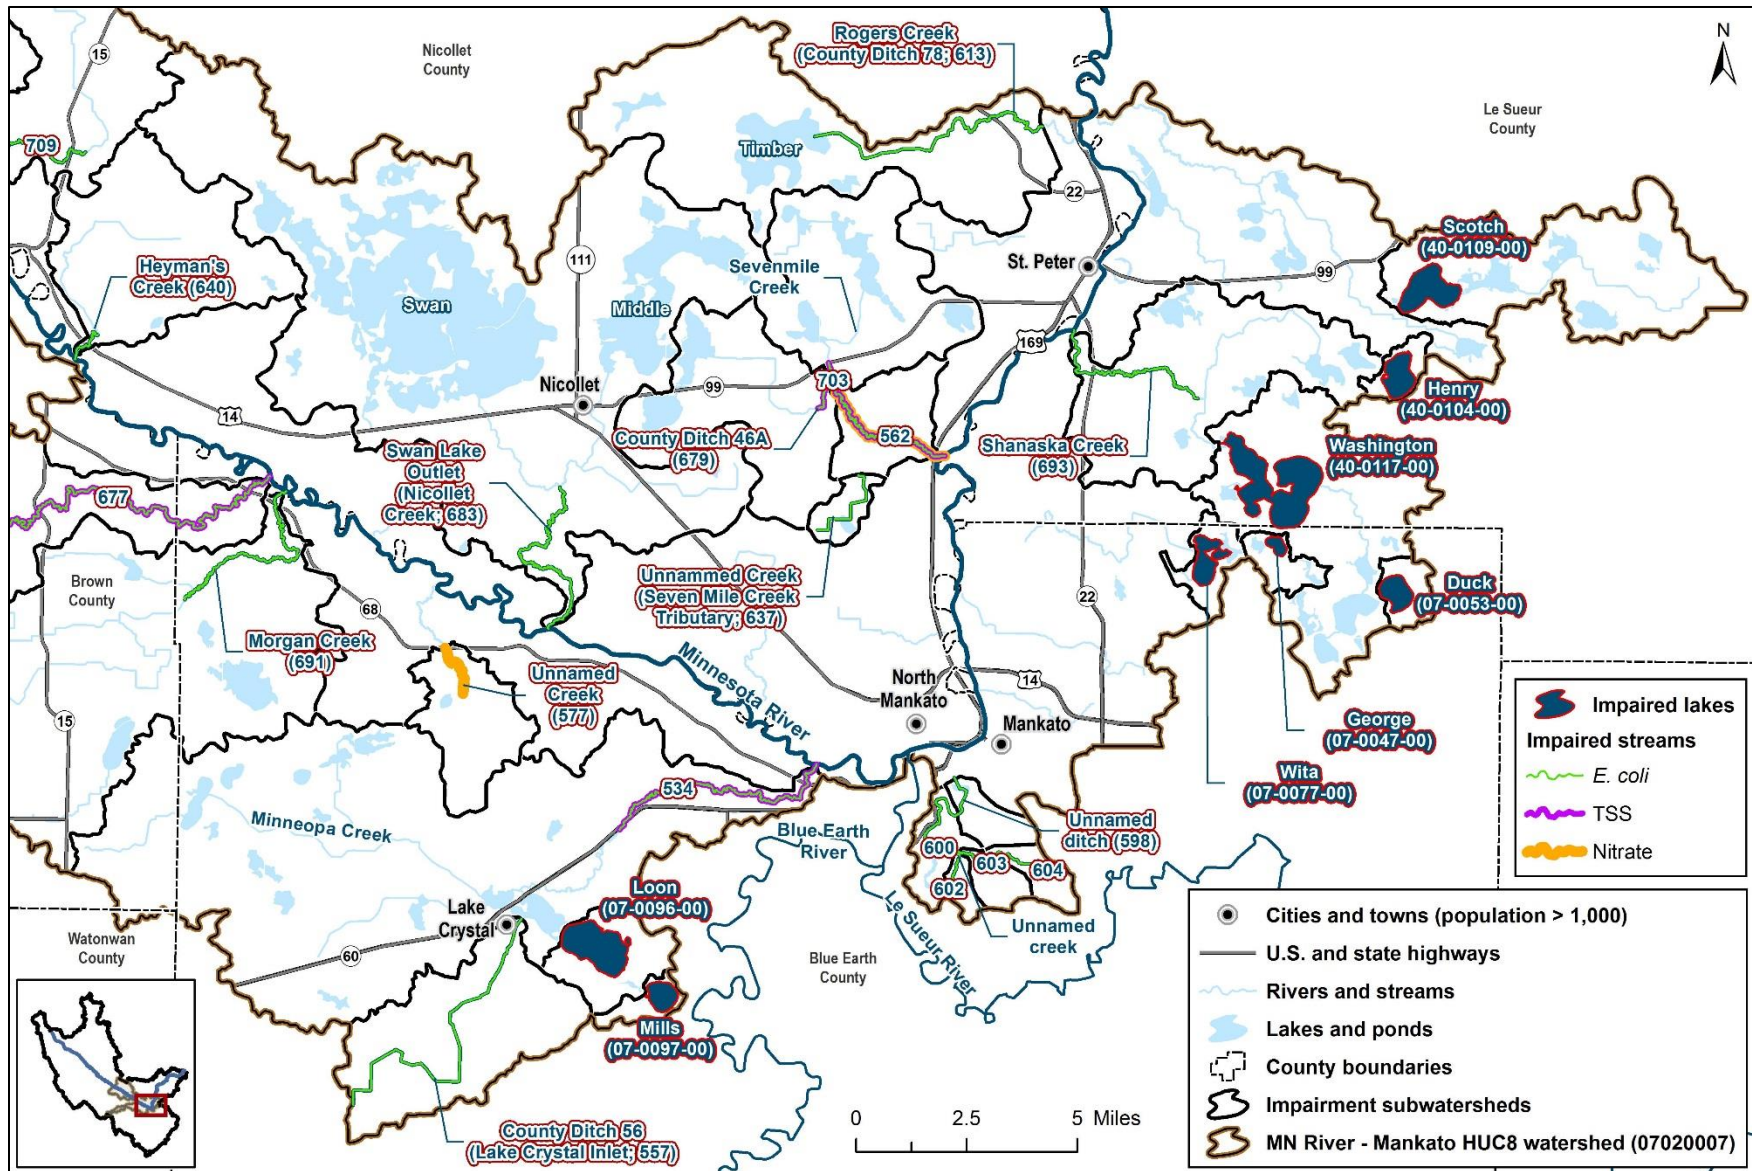 Rogers Creek
(County Ditch 78; 613)
N
15
Nicollet
County
Le Sueur
County
709
Timber
22
Scotch
(40-0109-00)
Heyman's
Creek (640)
111
Sevenmile
Creek
St. Peter
99
Swan
Middle
169
Henry
(40-0104-00)
Nicollet
99
703
14
County Ditch 46A
(679)
562
Shanaska Creek
(693)
Washington
(40-0117-00)
Swan Lake
Outlet
(Nicollet
Creek; 683)
677
Brown
County
68
Unnammed Creek
(Seven Mile Creek
Tributary; 637)
22
Duck
(07-0053-00)
Morgan Creek
(691)
Unnamed
Creek
(577)
Minnesota River
North
Mankato
14
Mankato
15
George
(07-0047-00)
Wita
(07-0077-00)
534
Minneopa Creek
Blue Earth
River
Unnamed
ditch (598)
600
603
604
602
Le Sueur River
Unnamed
creek
Loon
(07-0096-00)
Lake
Crystal
Watonwan
County
60
Blue Earth
County
Mills
(07-0097-00)
County Ditch 56
(Lake Crystal Inlet; 557)
0 2.5 5 Miles
Impaired lakes
Impaired streams
E. coli
TSS
Nitrate
Cities and towns (population > 1,000)
U.S. and state highways
Rivers and streams
Lakes and ponds
County boundaries
Impairment subwatersheds
MN River - Mankato HUC8 watershed (07020007)